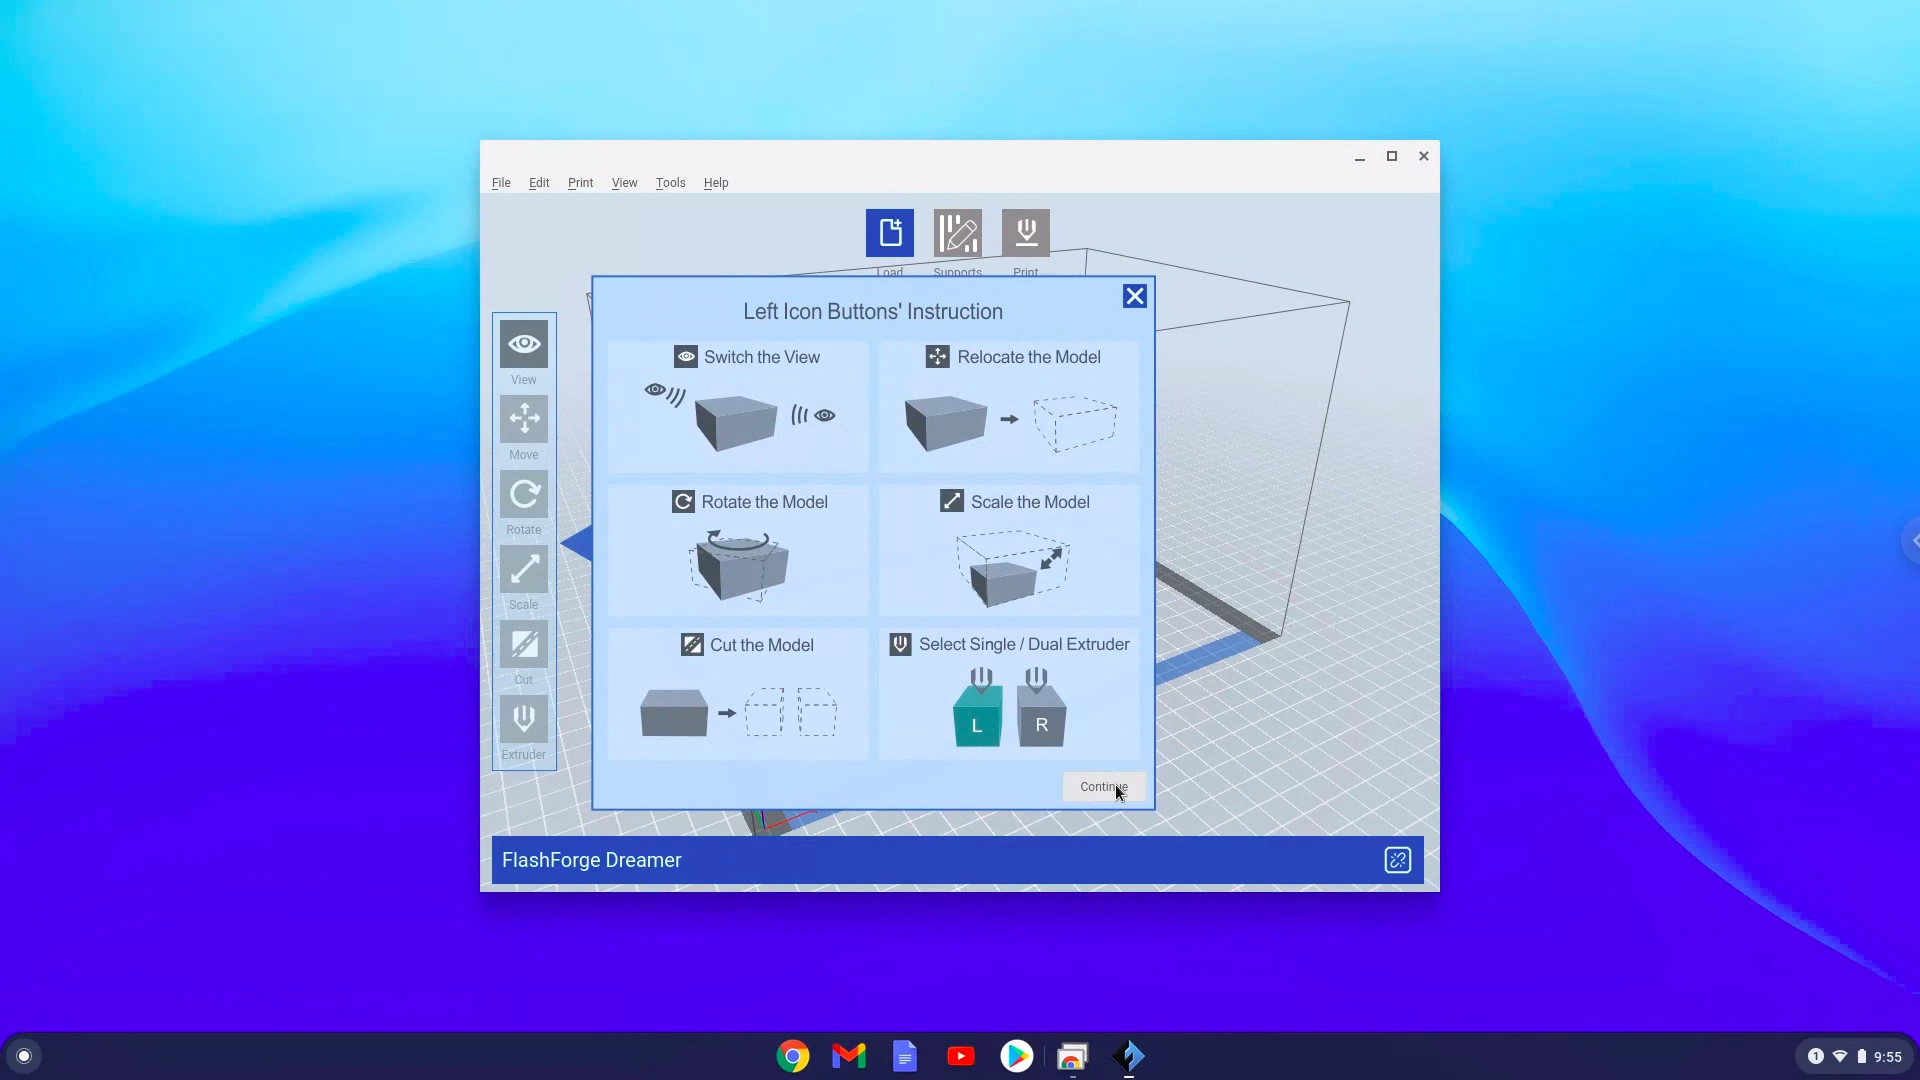 File Edit Print View Tools Help
Load Supports Print
Left Icon Buttons' Instruction
Switch the View
Relocate the Model
Rotate the Model
Scale the Model
Cut the Model
Select Single / Dual Extruder
L R
Continue
View
Move
Rotate
Scale
Cut
Extruder
FlashForge Dreamer
1 9:55